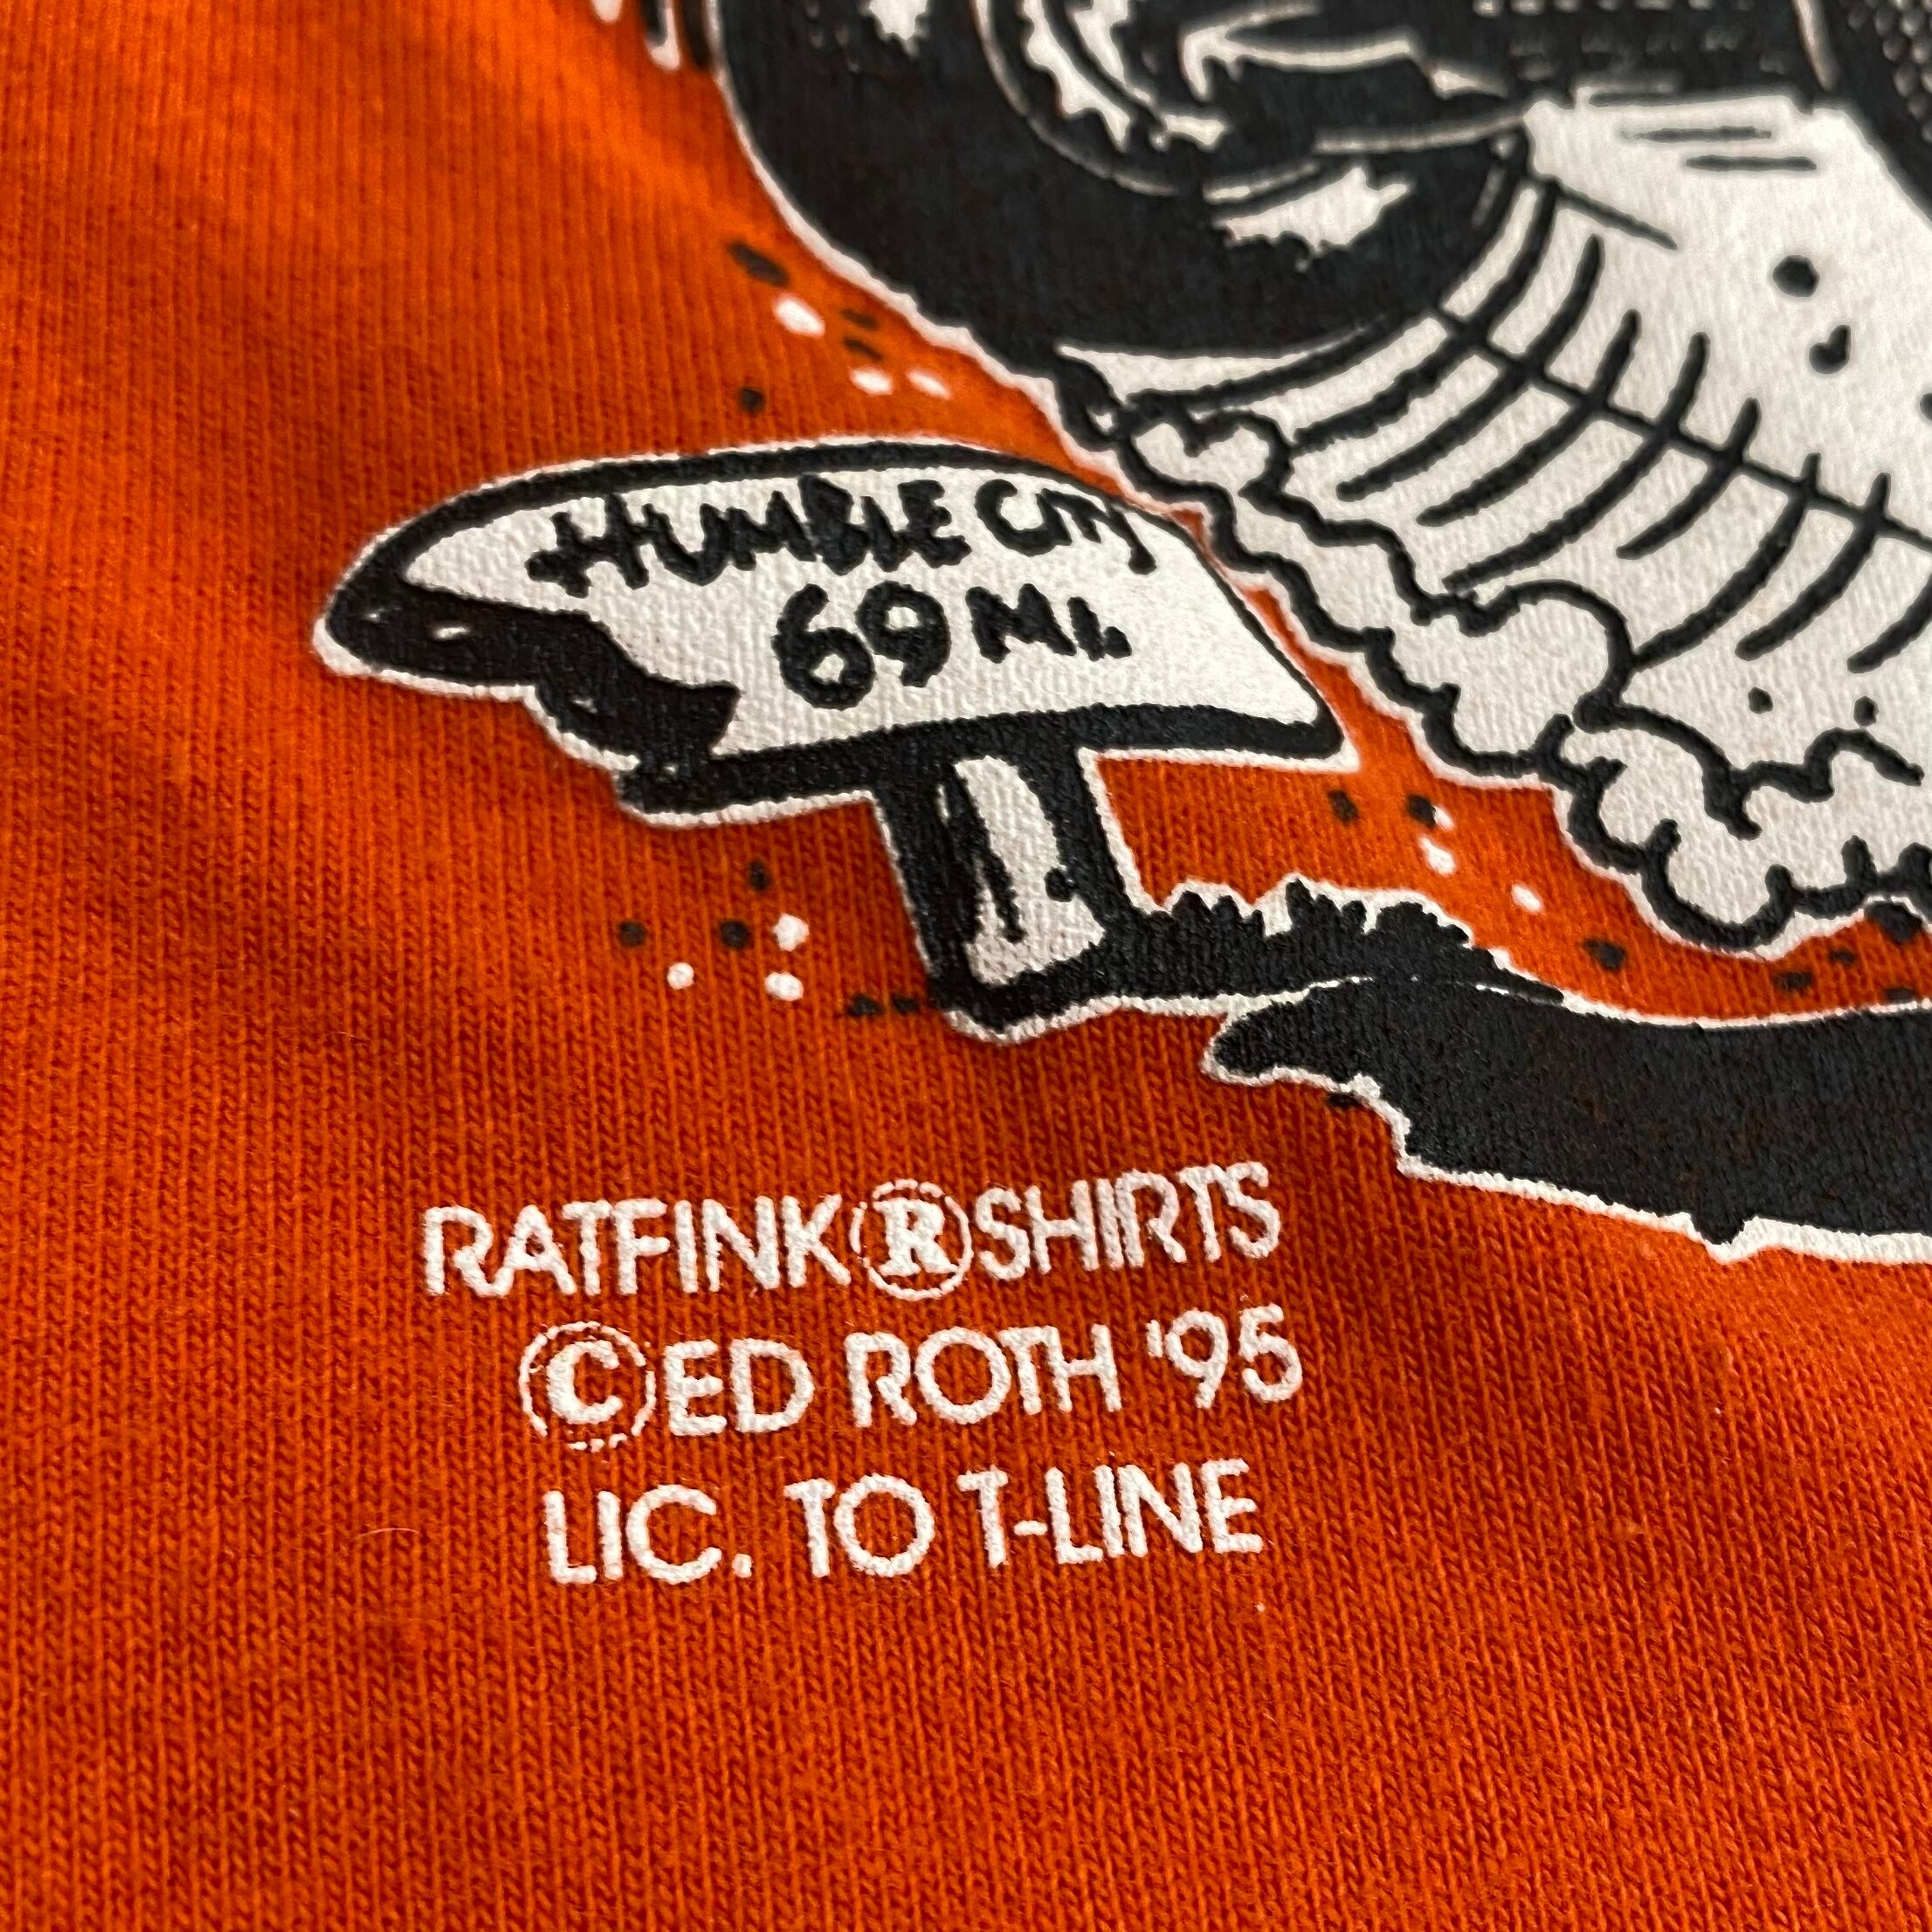 HUMBLE CITY
69 MI.
RATFINK®SHIRTS
©ED ROTH '95
LIC. TO T-LINE